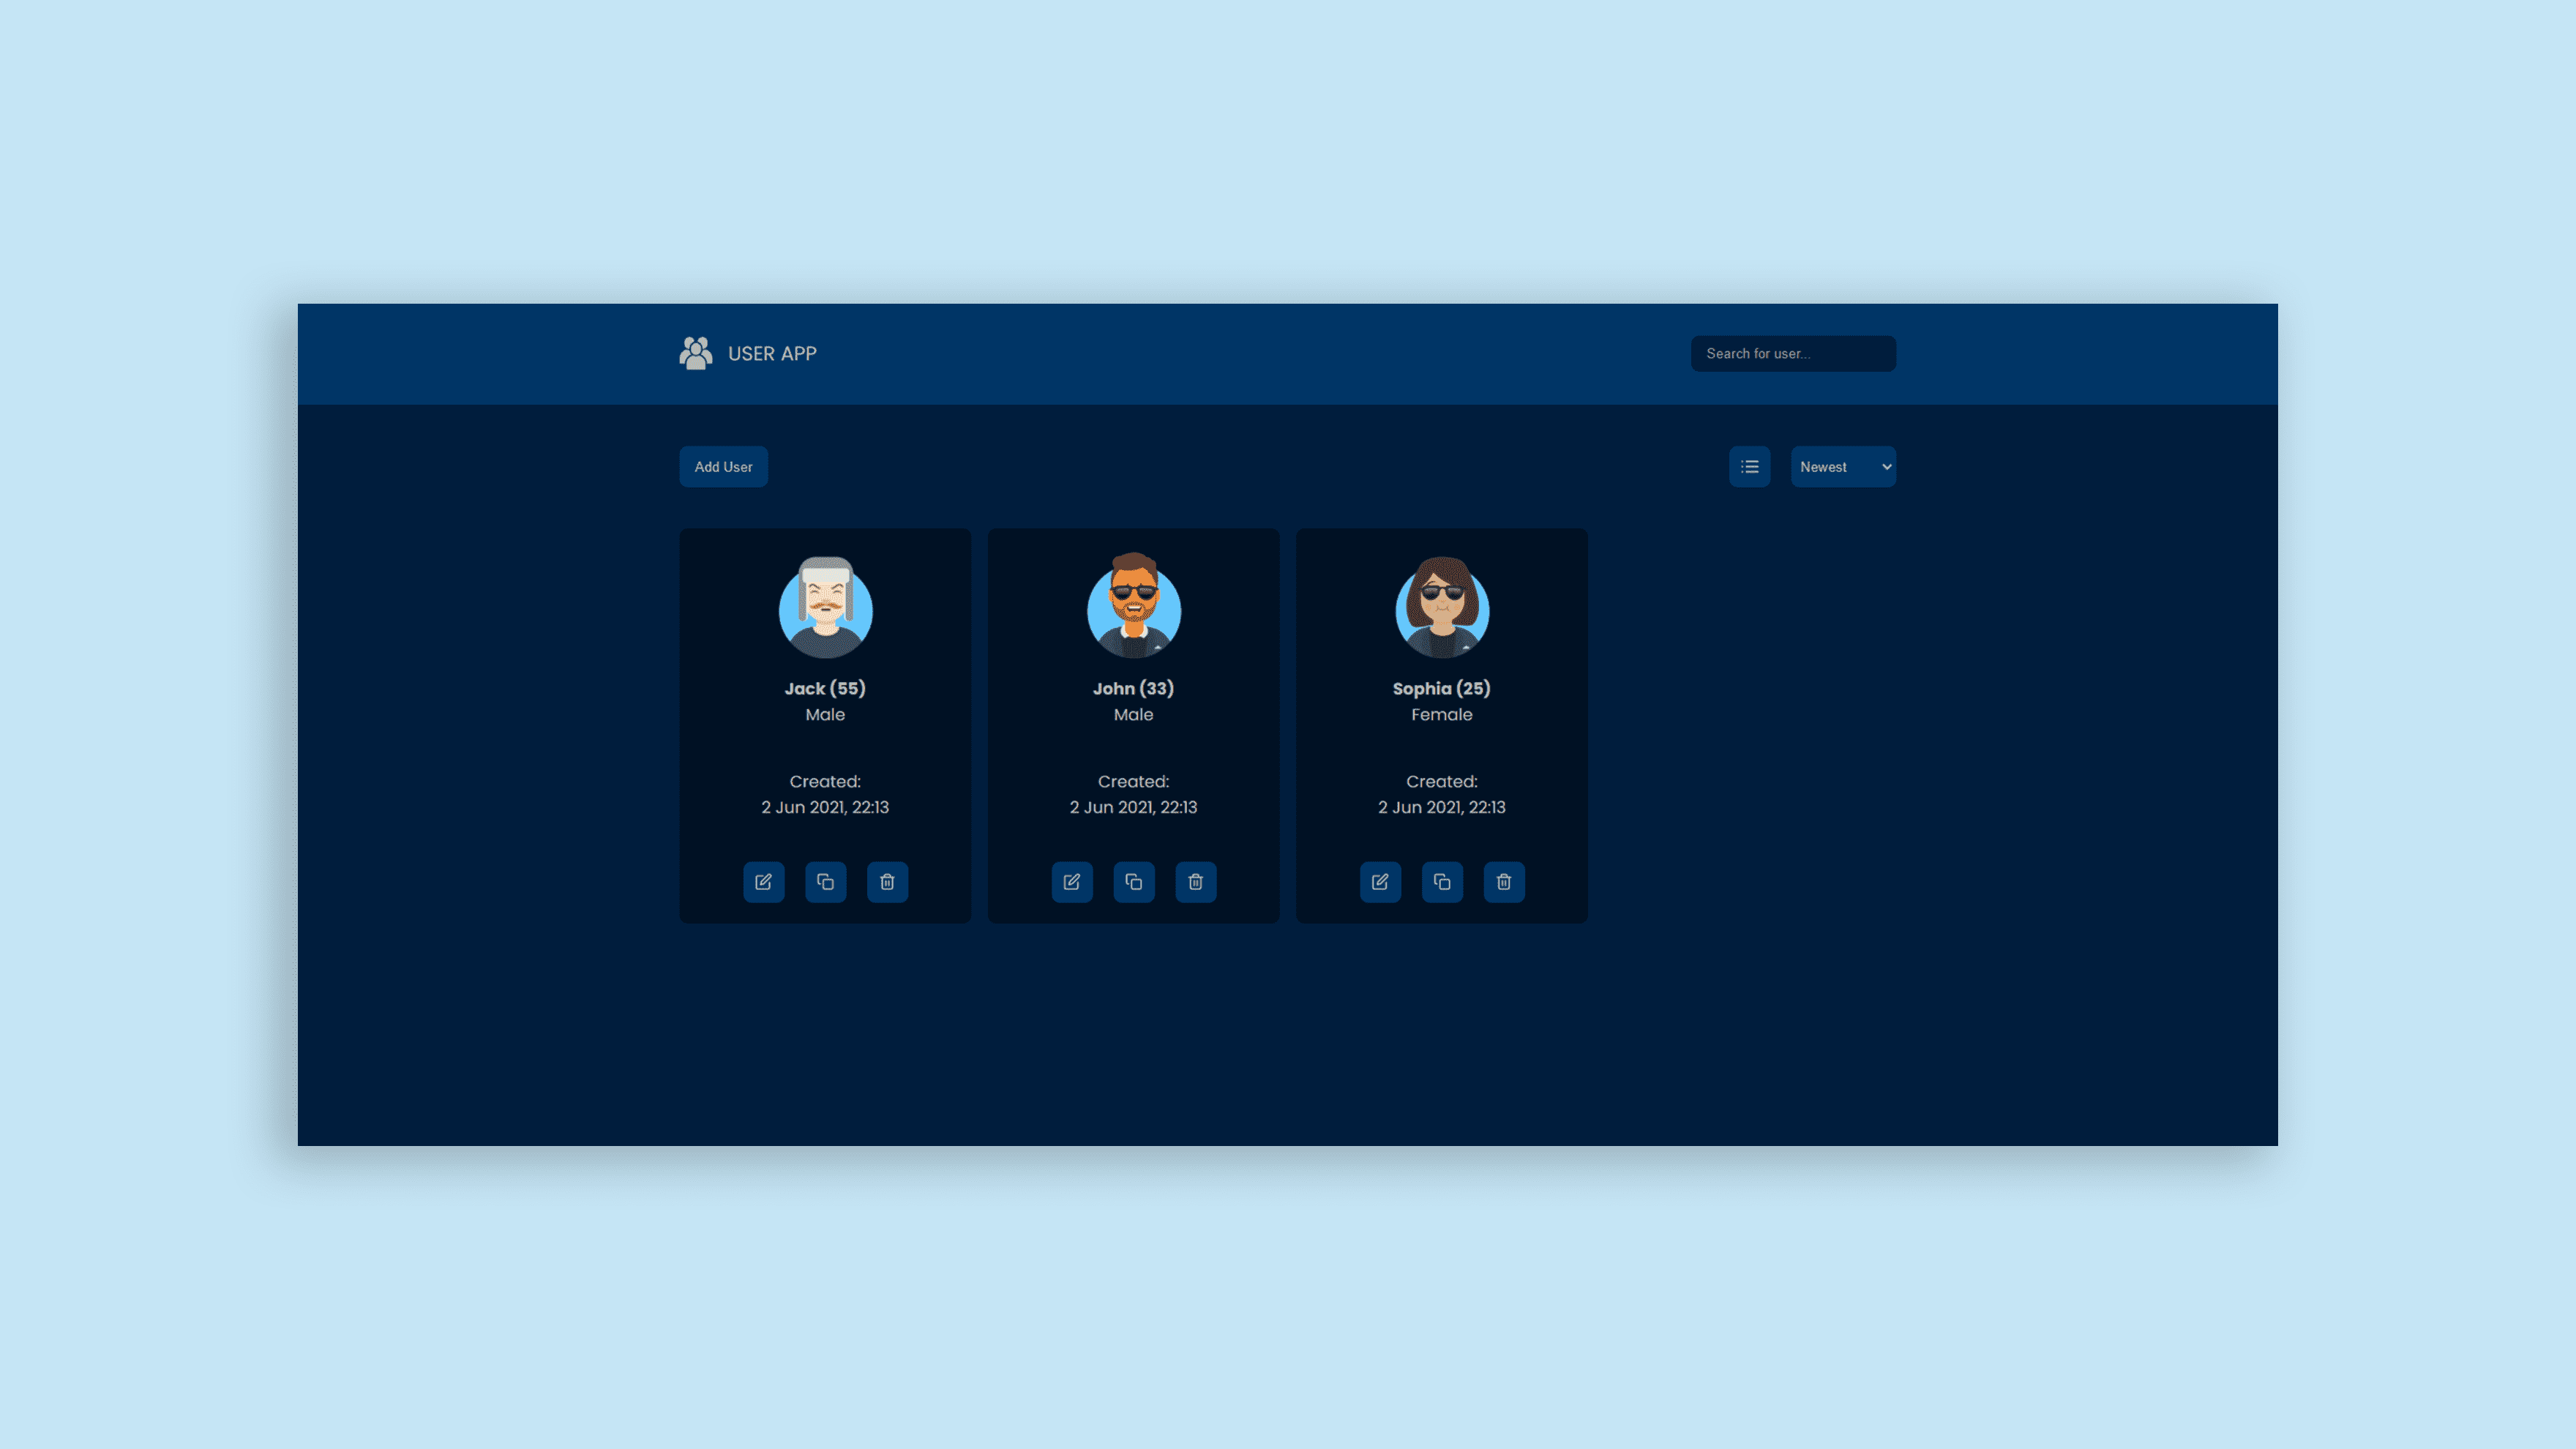 USER APP
Search for user...
Add User
Newest
Jack (55)
Male
Created:
2 Jun 2021, 22:13
John (33)
Male
Created:
2 Jun 2021, 22:13
Sophia (25)
Female
Created:
2 Jun 2021, 22:13